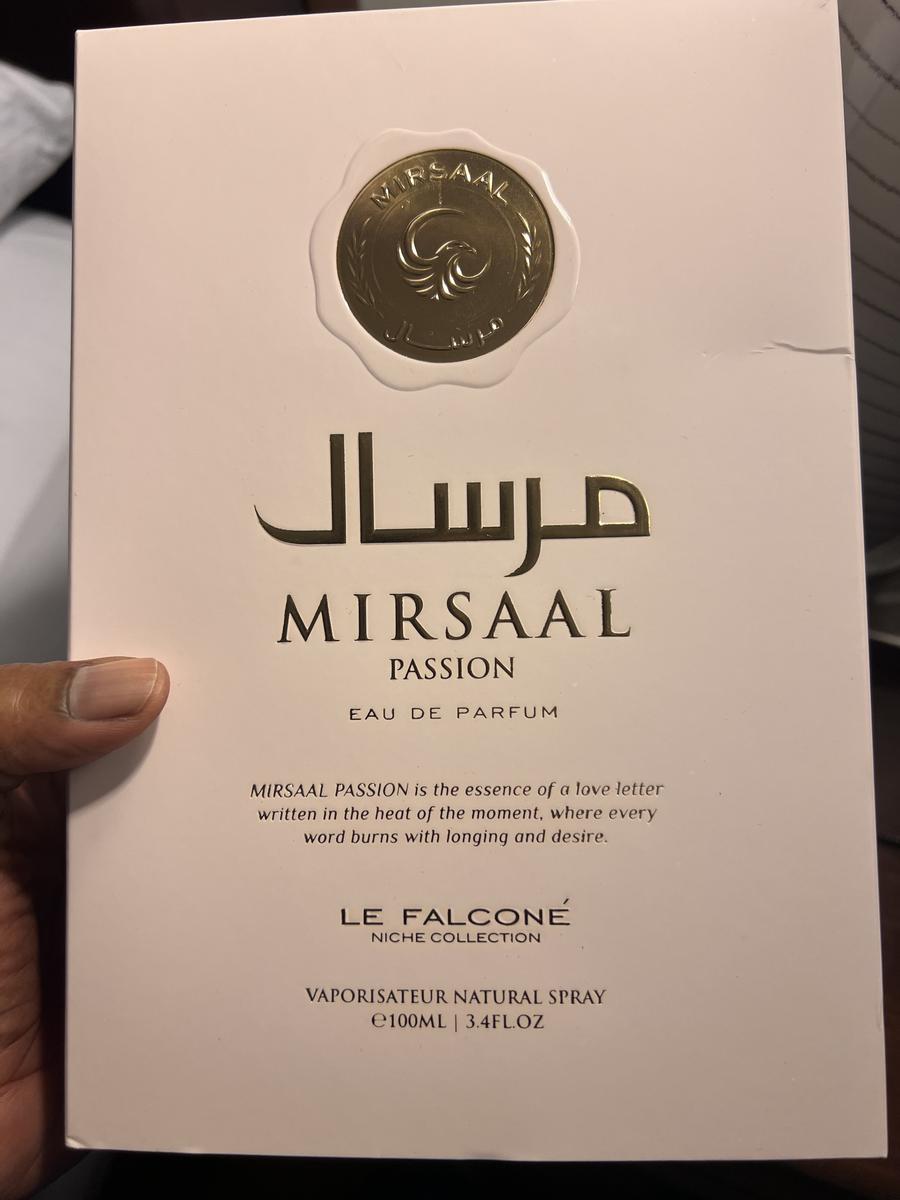 MIRSAAL
مرسال
مرسال
MIRSAAL
PASSION
EAU DE PARFUM
MIRSAAL PASSION is the essence of a love letter
written in the heat of the moment, where every
word burns with longing and desire.
LE FALCONÉ
NICHE COLLECTION
VAPORISATEUR NATURAL SPRAY
℮100ML | 3.4FL.OZ